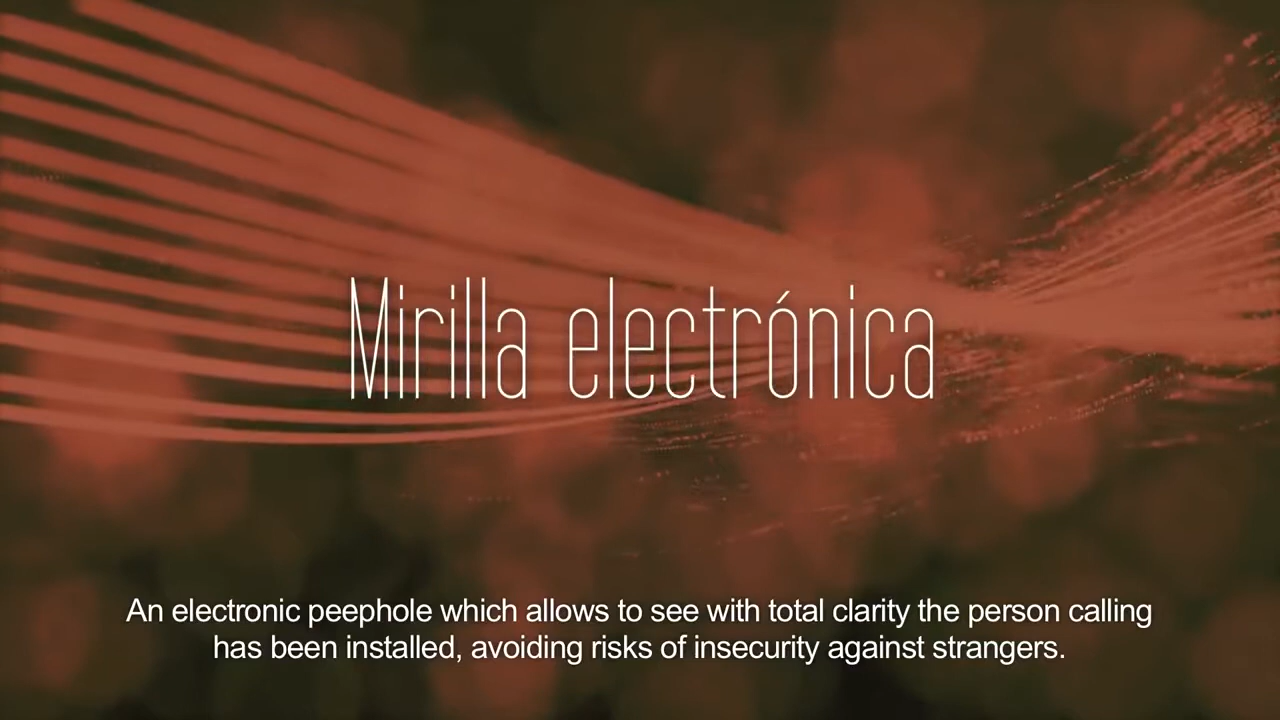 Mirilla electrónica
An electronic peephole which allows to see with total clarity the person calling
has been installed, avoiding risks of insecurity against strangers.